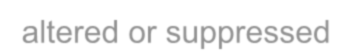 altered or suppressed